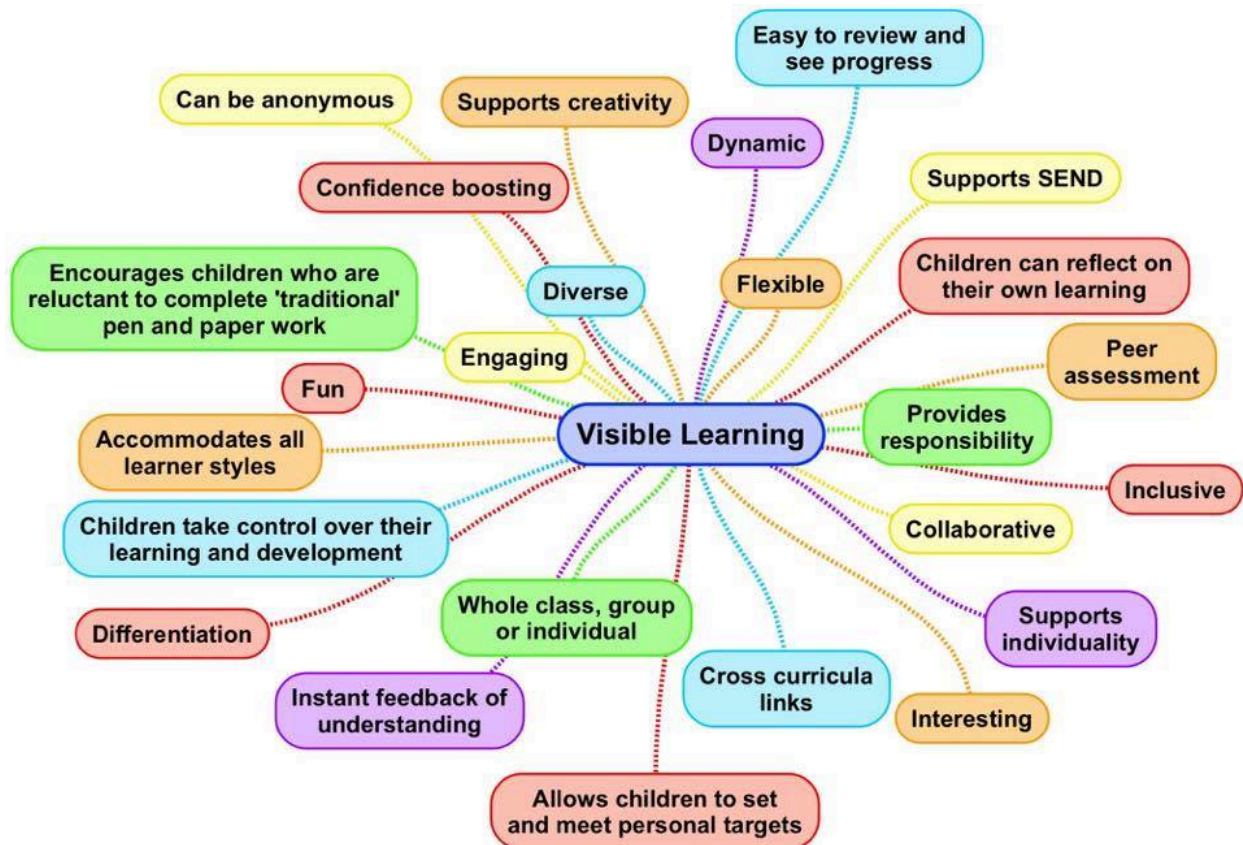 Easy to review and
see progress
Can be anonymous
Supports creativity
Dynamic
Supports SEND
Confidence boosting
Encourages children who are
reluctant to complete 'traditional'
pen and paper work
Diverse
Flexible
Children can reflect on
their own learning
Engaging
Peer
assessment
Fun
Visible Learning
Provides
responsibility
Accommodates all
learner styles
Inclusive
Children take control over their
learning and development
Collaborative
Differentiation
Whole class, group
or individual
Supports
individuality
Instant feedback of
understanding
Cross curricula
links
Interesting
Allows children to set
and meet personal targets